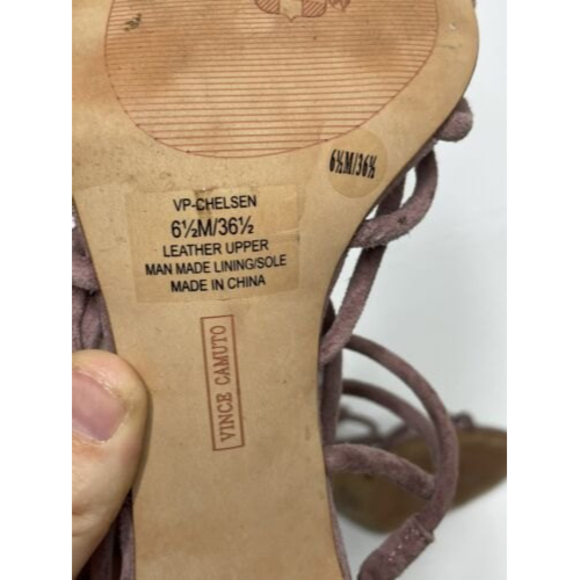 6½M/36½
VP-CHELSEN
6½M/36½
LEATHER UPPER
MAN MADE LINING/SOLE
MADE IN CHINA
VINCE CAMUTO